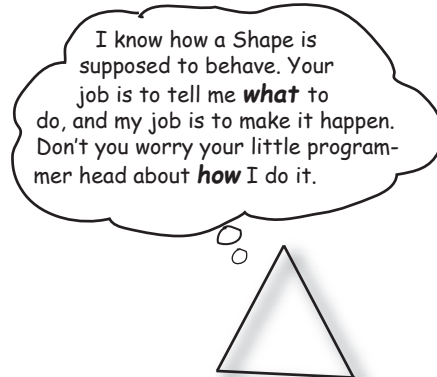 I know how a Shape is
supposed to behave. Your
job is to tell me what to
do, and my job is to make it happen.
Don't you worry your little program-
mer head about how I do it.